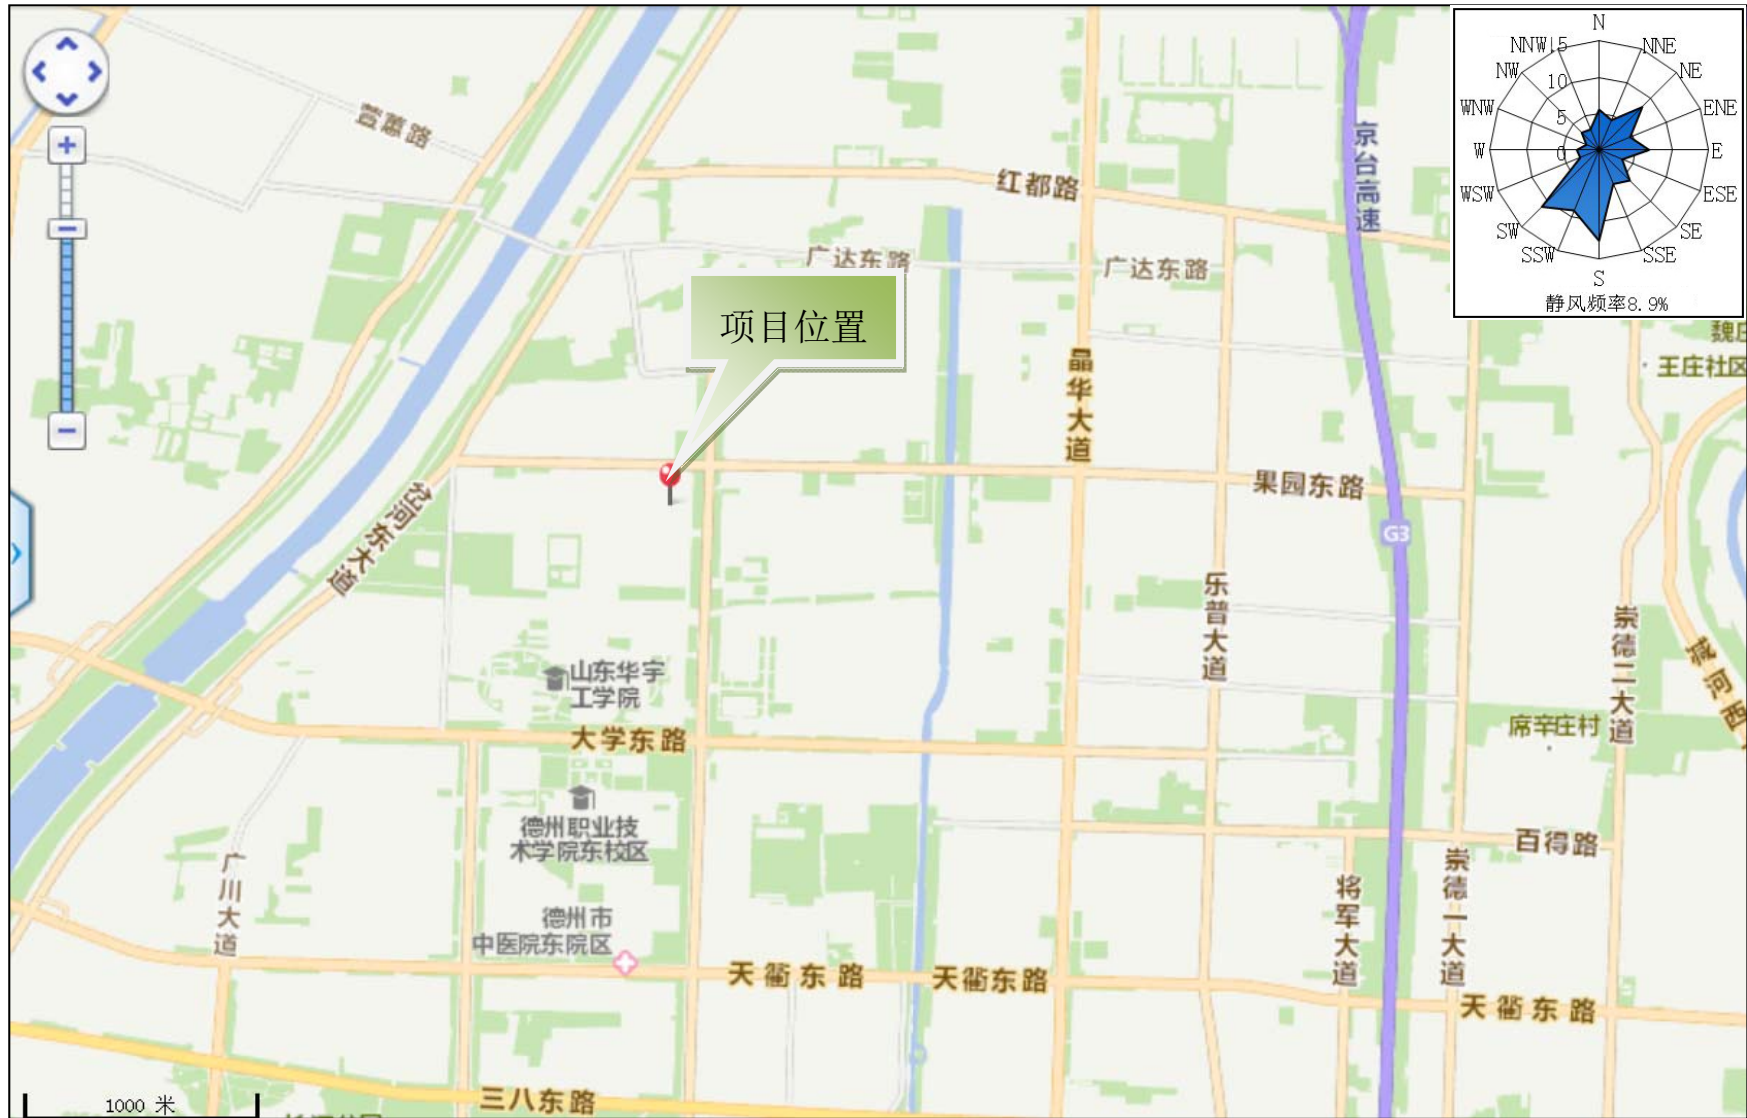 N
NNW
15
NNE
NW
NE
10
WNW
ENE
5
W
0
E
WSW
ESE
SW
SE
SSW
SSE
S
静风频率8.9%
萱蕙路
京台高速
红都路
广达东路
广达东路
项目位置
王庄社区
晶华大道
果园东路
岔河东大道
G3
乐普大道
崇德二大道
减河西
山东华宇
工学院
席辛庄村
大学东路
德州职业技
术学院东校区
百得路
广川大道
崇德一大道
将军大道
德州市
中医院东院区
天衢东路
天衢东路
天衢东路
三八东路
1000 米